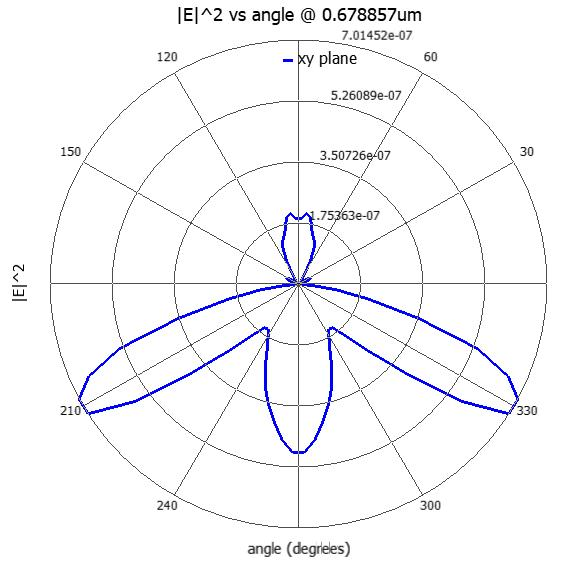 |E|^2 vs angle @ 0.678857um
7.01452e-07
xy plane
120
60
5.26089e-07
150
3.50726e-07
30
1.75363e-07
|E|^2
210
330
240
300
angle (degrees)